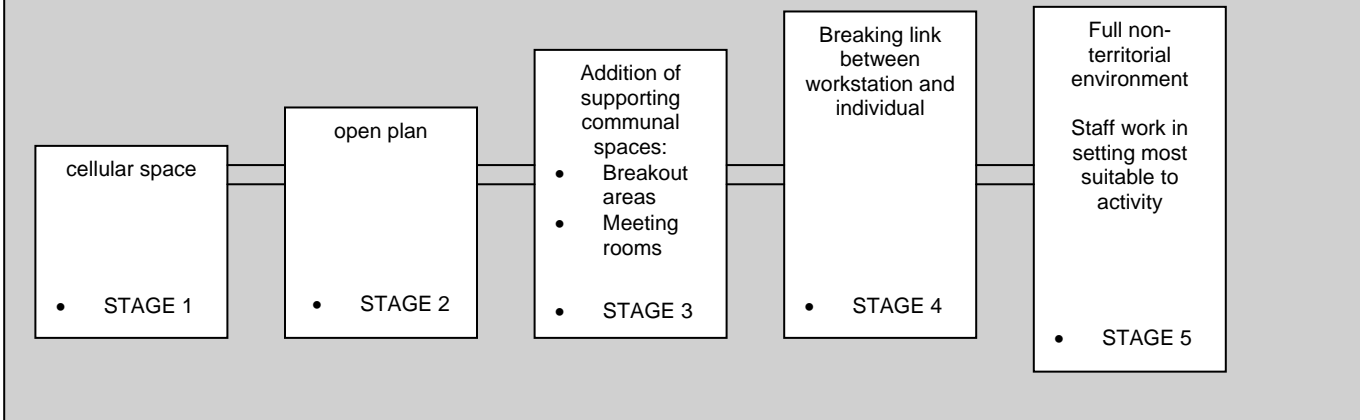 cellular space
• STAGE 1
open plan
• STAGE 2
Addition of
supporting
communal
spaces:
• Breakout
areas
• Meeting
rooms
• STAGE 3
Breaking link
between
workstation and
individual
• STAGE 4
Full non-
territorial
environment
Staff work in
setting most
suitable to
activity
• STAGE 5